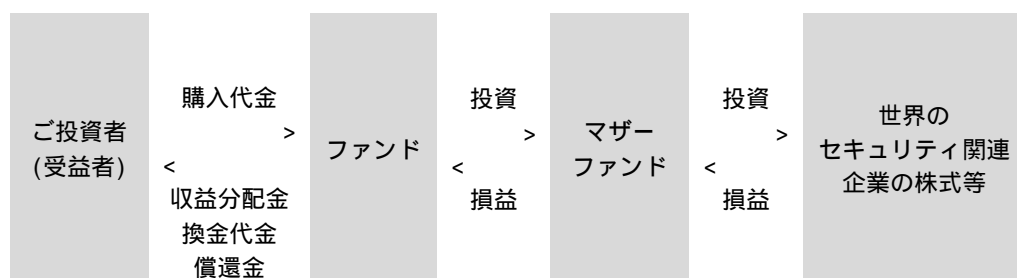 ご投資者
(受益者)
購入代金
>
<
収益分配金
換金代金
償還金
ファンド
投資
>
<
損益
マザー
ファンド
投資
>
<
損益
世界の
セキュリティ関連
企業の株式等